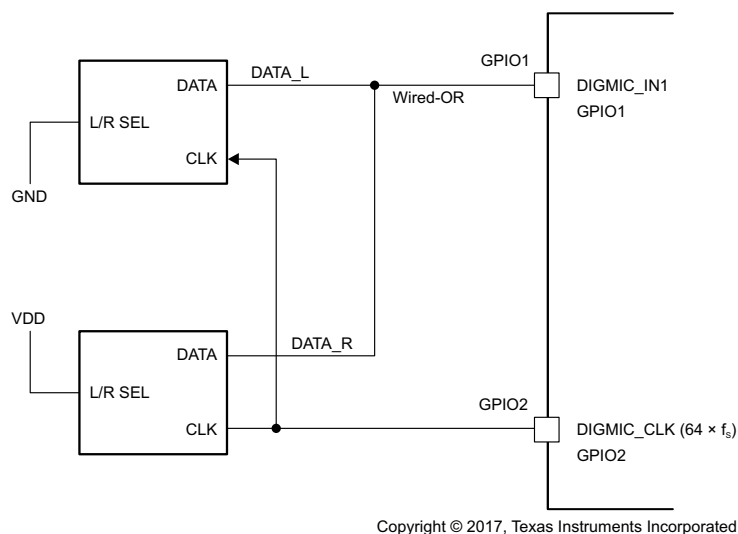 GPIO1
DATA DATA_L
Wired-OR
DIGMIC_IN1
GPIO1
L/R SEL
CLK
GND
VDD
DATA DATA_R
L/R SEL
GPIO2
CLK
DIGMIC_CLK (64 × fs)
GPIO2
Copyright © 2017, Texas Instruments Incorporated